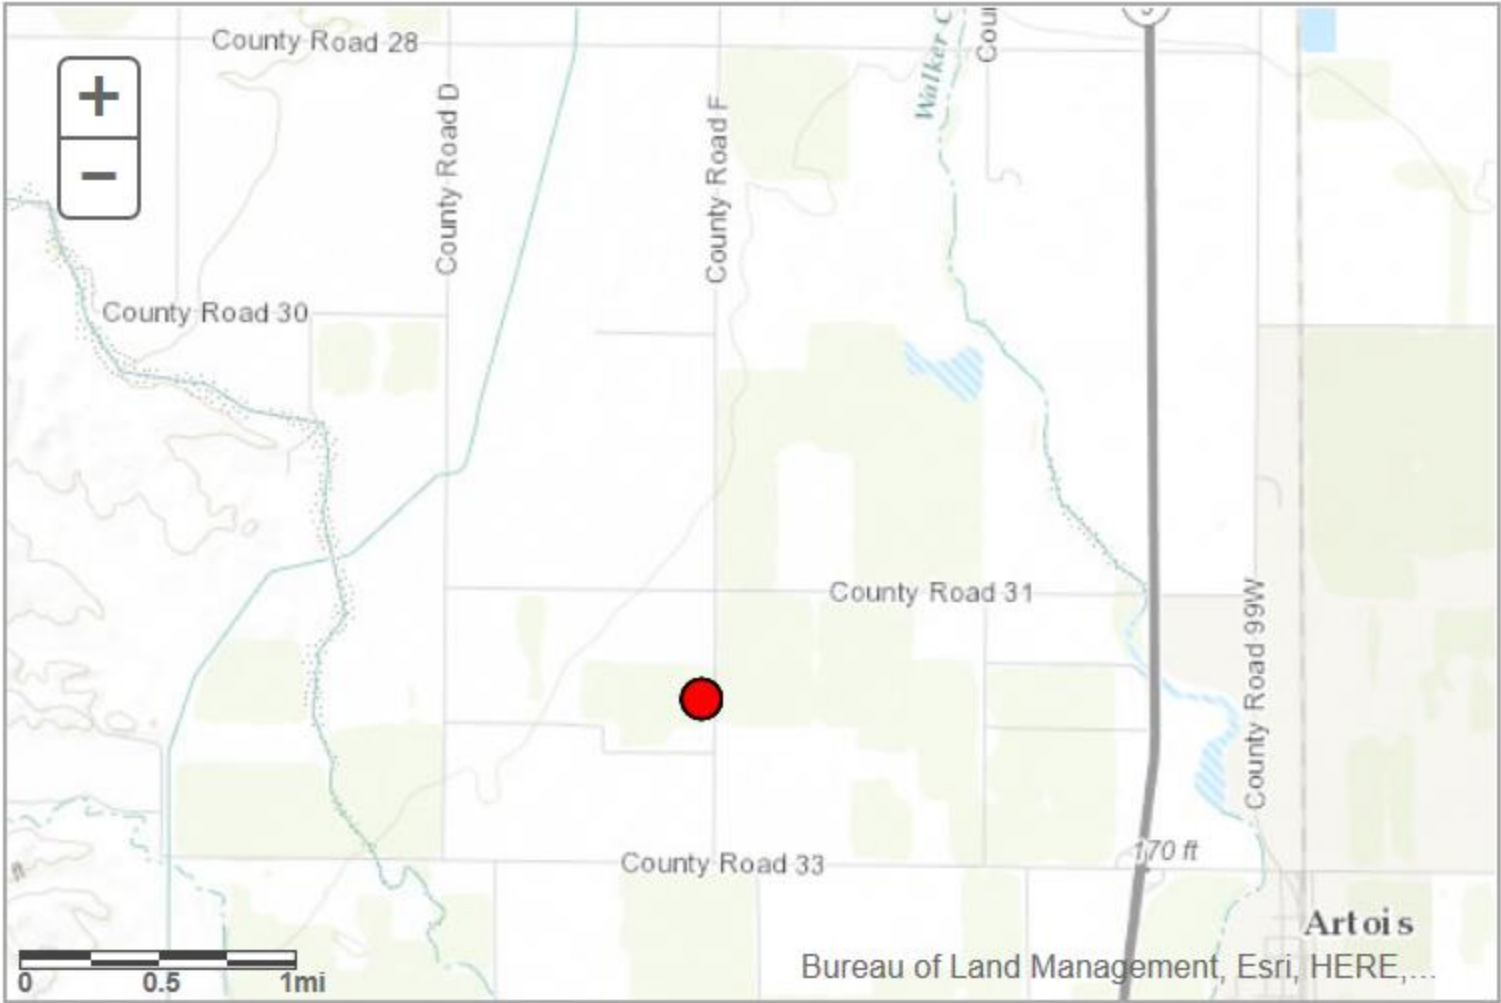 County Road 28
Walker C
Cou
+
−
County Road D
County Road F
County Road 30
County Road 31
County Road 99W
County Road 33
170 ft
ft
Artois
0 0.5 1mi
Bureau of Land Management, Esri, HERE,...